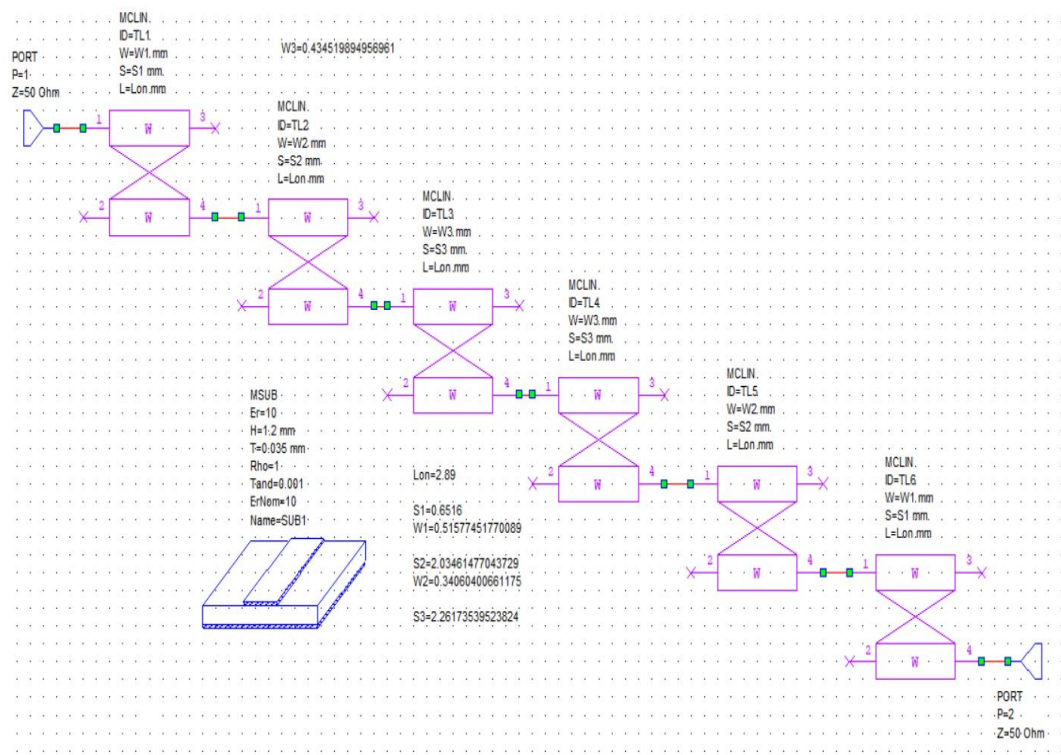 MCLIN
ID=TL1
W=W1 mm
S=S1 mm
L=Lon mm
W3=0.434519894956961
PORT
P=1
Z=50 Ohm
1
W
3
2
W
4
MCLIN
ID=TL2
W=W2 mm
S=S2 mm
L=Lon mm
1
W
3
2
W
4
MCLIN
ID=TL3
W=W3 mm
S=S3 mm
L=Lon mm
1
W
3
2
W
4
MCLIN
ID=TL4
W=W3 mm
S=S3 mm
L=Lon mm
1
W
3
2
W
4
MCLIN
ID=TL5
W=W2 mm
S=S2 mm
L=Lon mm
1
W
3
2
W
4
MCLIN
ID=TL6
W=W1 mm
S=S1 mm
L=Lon mm
1
W
3
2
W
4
MSUB
Er=10
H=1.2 mm
T=0.035 mm
Rho=1
Tand=0.001
ErNom=10
Name=SUB1
Lon=2.89
S1=0.6516
W1=0.51577451770089
S2=2.03461477043729
W2=0.34060400661175
S3=2.26173539523824
PORT
P=2
Z=50 Ohm